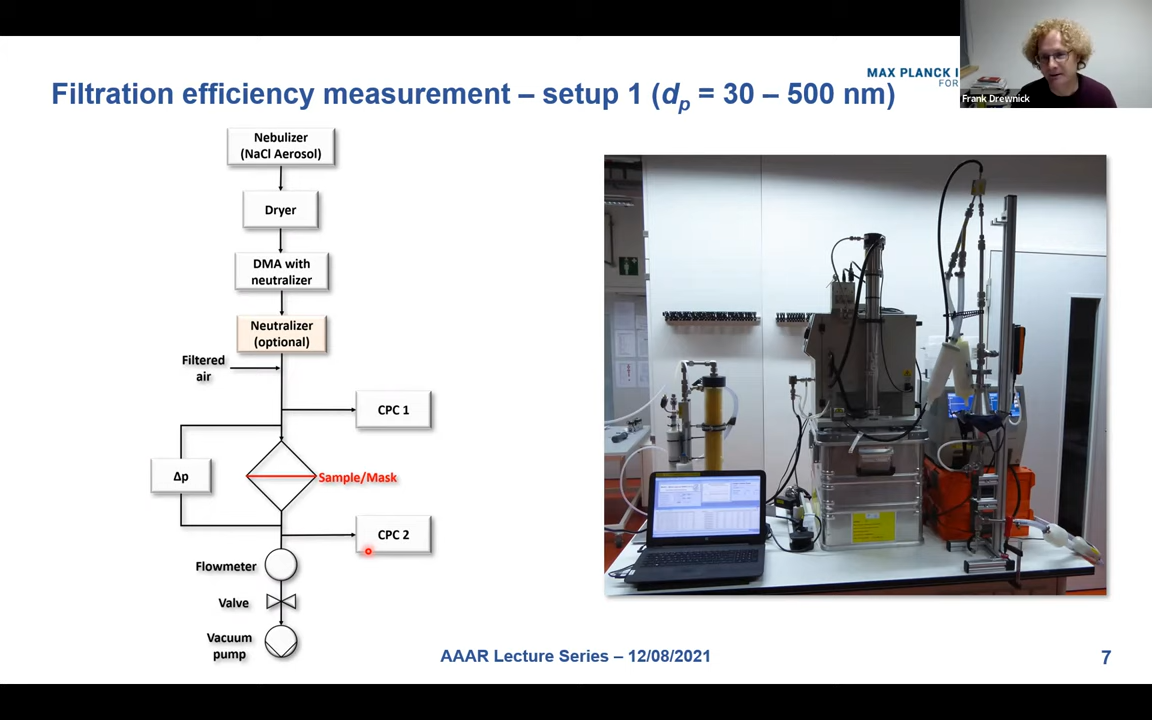 Filtration efficiency measurement – setup 1 (dp = 30 – 500 nm)
MAX PLANCK I
FOR
Frank Drewnick
Nebulizer
(NaCl Aerosol)
Dryer
DMA with
neutralizer
Neutralizer
(optional)
Filtered
air
CPC 1
Δp
Sample/Mask
CPC 2
Flowmeter
Valve
Vacuum
pump
AAAR Lecture Series – 12/08/2021
7